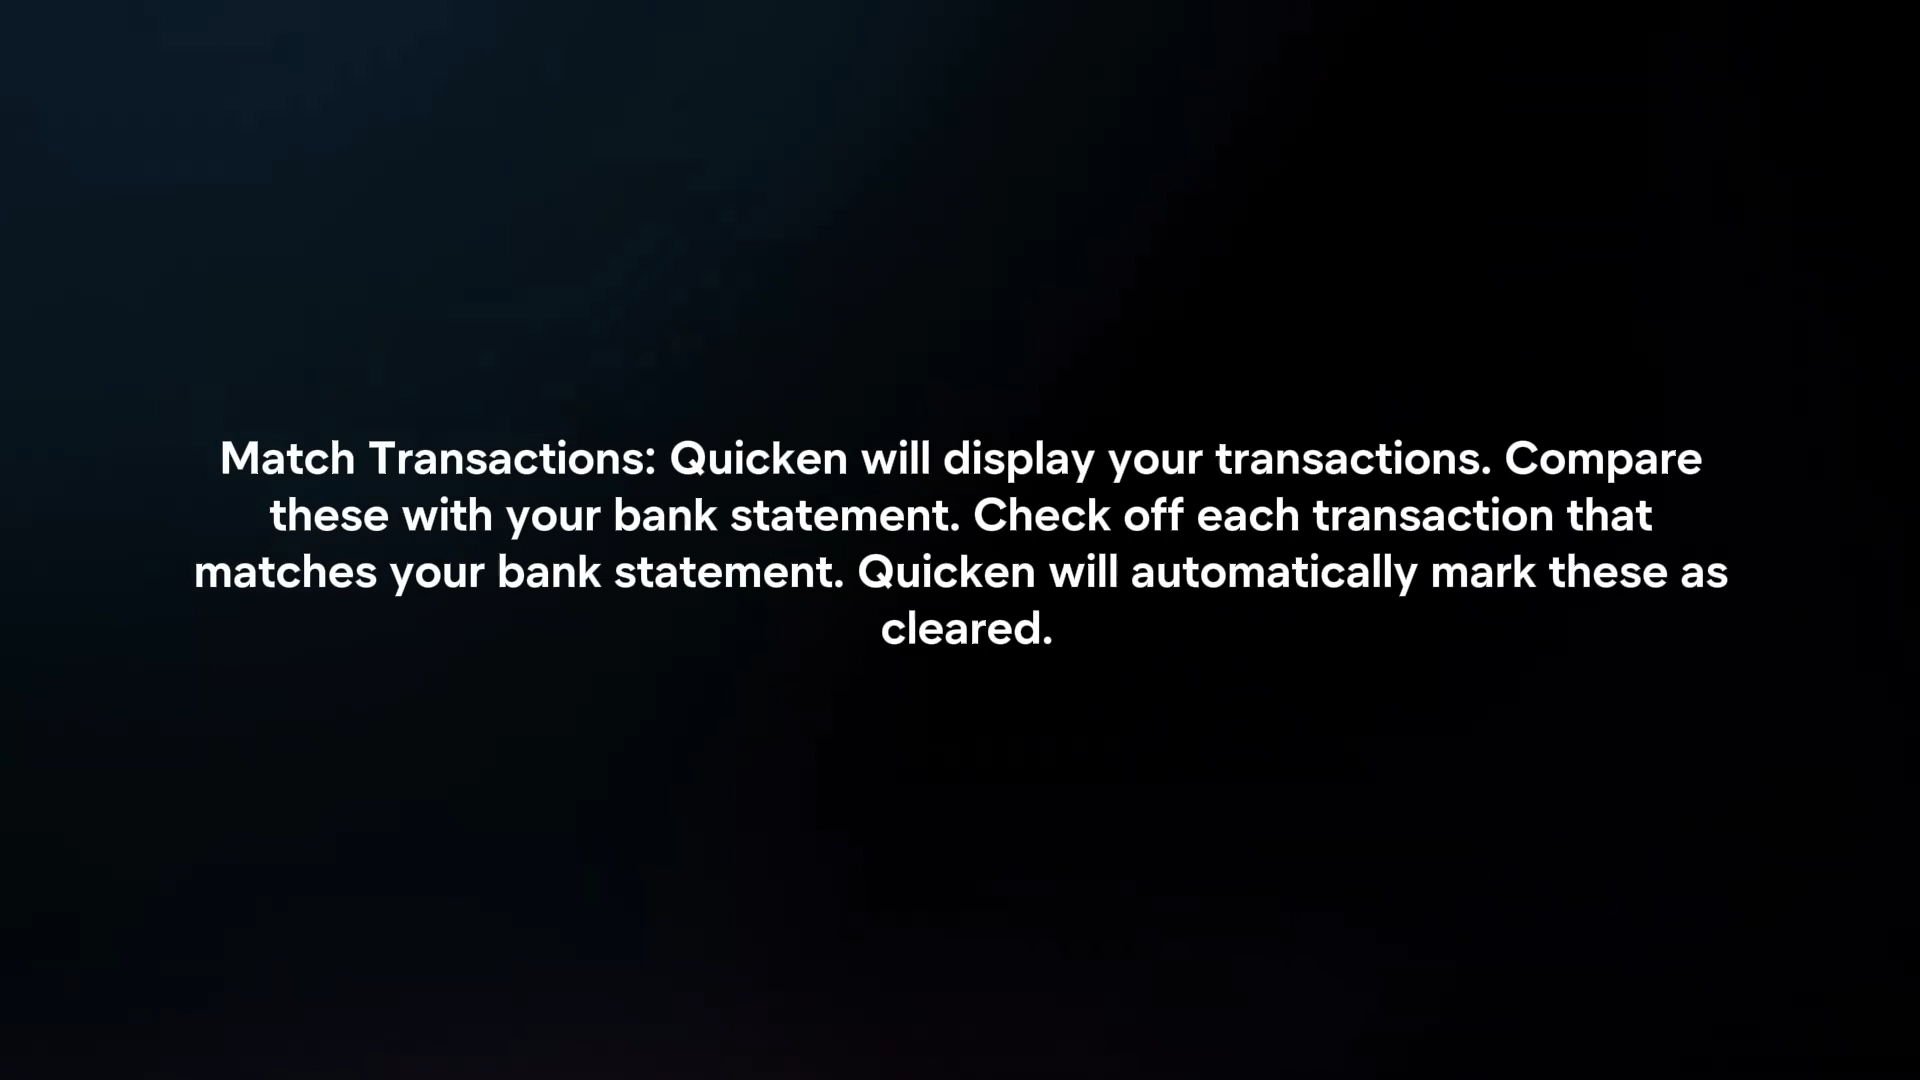 Match Transactions: Quicken will display your transactions. Compare
these with your bank statement. Check off each transaction that
matches your bank statement. Quicken will automatically mark these as
cleared.